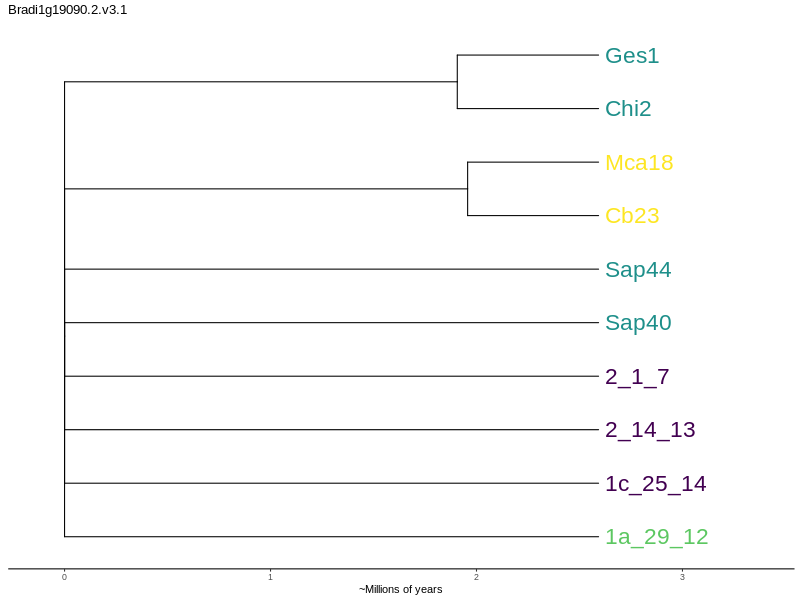 Bradi1g19090.2.v3.1
Ges1
Chi2
Mca18
Cb23
Sap44
Sap40
2_1_7
2_14_13
1c_25_14
1a_29_12
0 1 2 3
~Millions of years